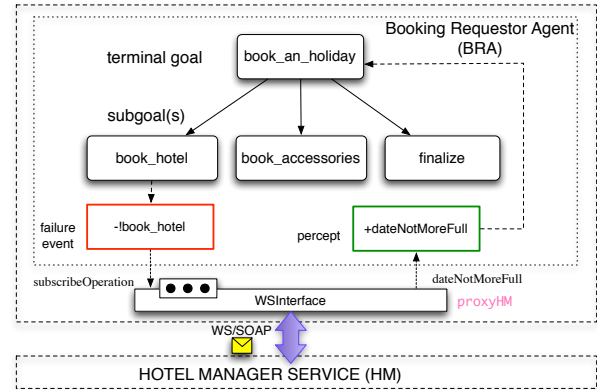 Booking Requestor Agent
(BRA)
terminal goal
book_an_holiday
subgoal(s)
book_hotel
book_accessories
finalize
failure
event
-!book_hotel
percept
+dateNotMoreFull
subscribeOperation
dateNotMoreFull
WSInterface
proxyHM
WS/SOAP
HOTEL MANAGER SERVICE (HM)